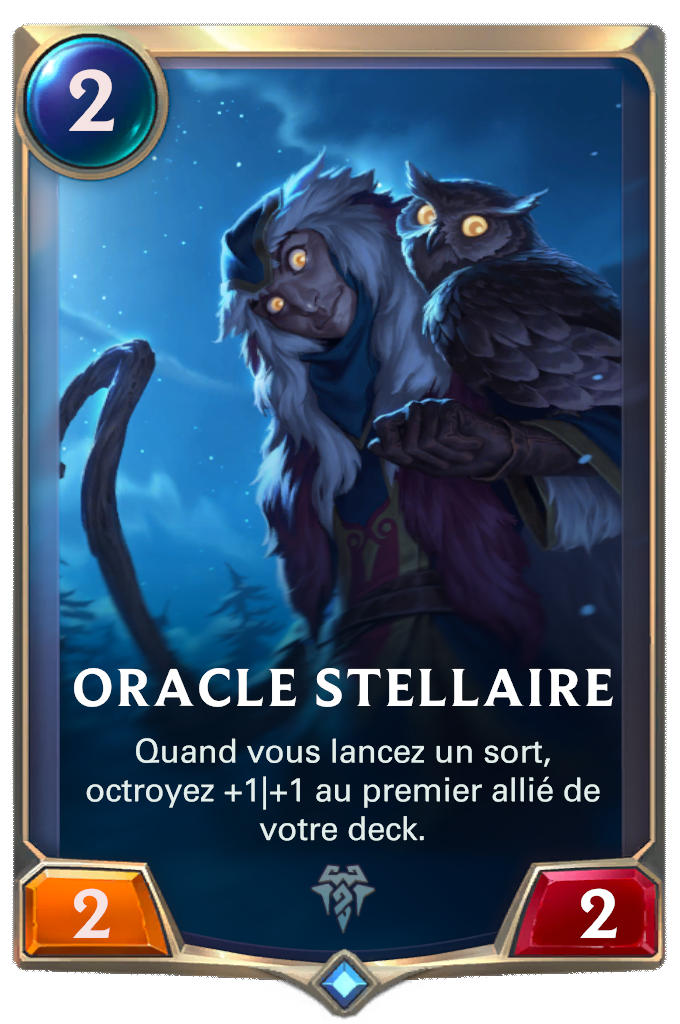 2
ORACLE STELLAIRE
Quand vous lancez un sort,
octroyez +1|+1 au premier allié de
votre deck.
2
2